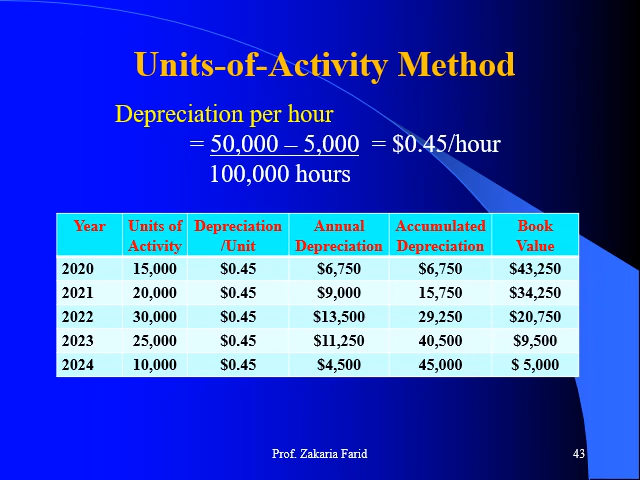 Units-of-Activity Method
Depreciation per hour
= 50,000 – 5,000 = $0.45/hour
100,000 hours
Year Units of Activity Depreciation /Unit Annual Depreciation Accumulated Depreciation Book Value
2020 15,000 $0.45 $6,750 $6,750 $43,250
2021 20,000 $0.45 $9,000 15,750 $34,250
2022 30,000 $0.45 $13,500 29,250 $20,750
2023 25,000 $0.45 $11,250 40,500 $9,500
2024 10,000 $0.45 $4,500 45,000 $ 5,000
Prof. Zakaria Farid 43